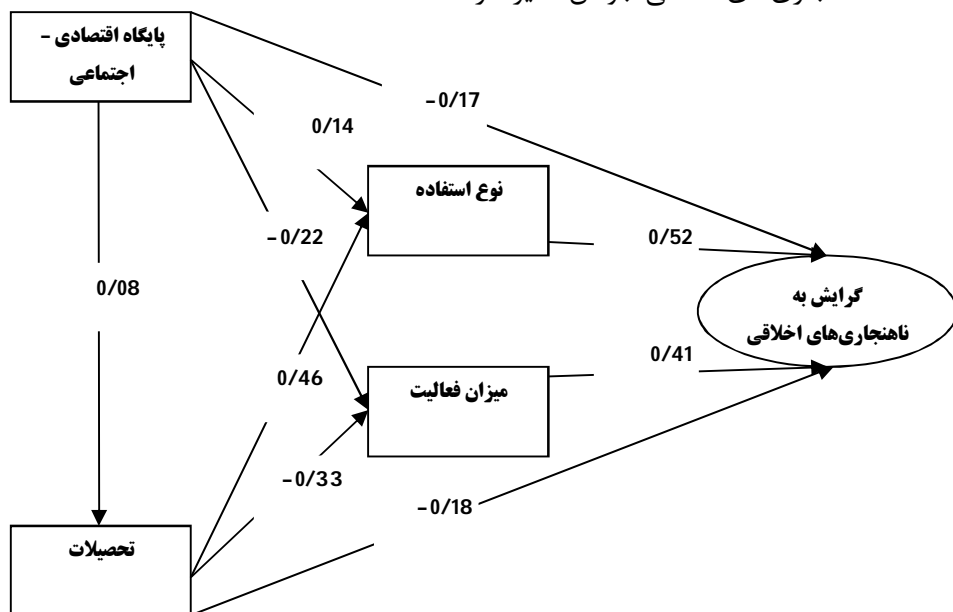 پایگاه اقتصادی –
اجتماعی
–0/17
0/14
نوع استفاده
–0/22
0/52
0/08
گرایش به
ناهنجاری‌های اخلاقی
0/41
0/46
میزان فعالیت
–0/33
–0/18
تحصیلات